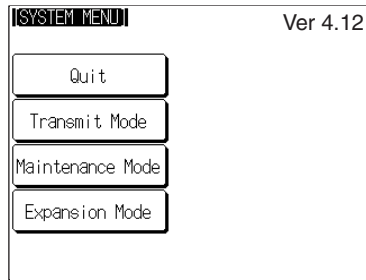 [SYSTEM MENU]
Ver 4.12
Quit
Transmit Mode
Maintenance Mode
Expansion Mode